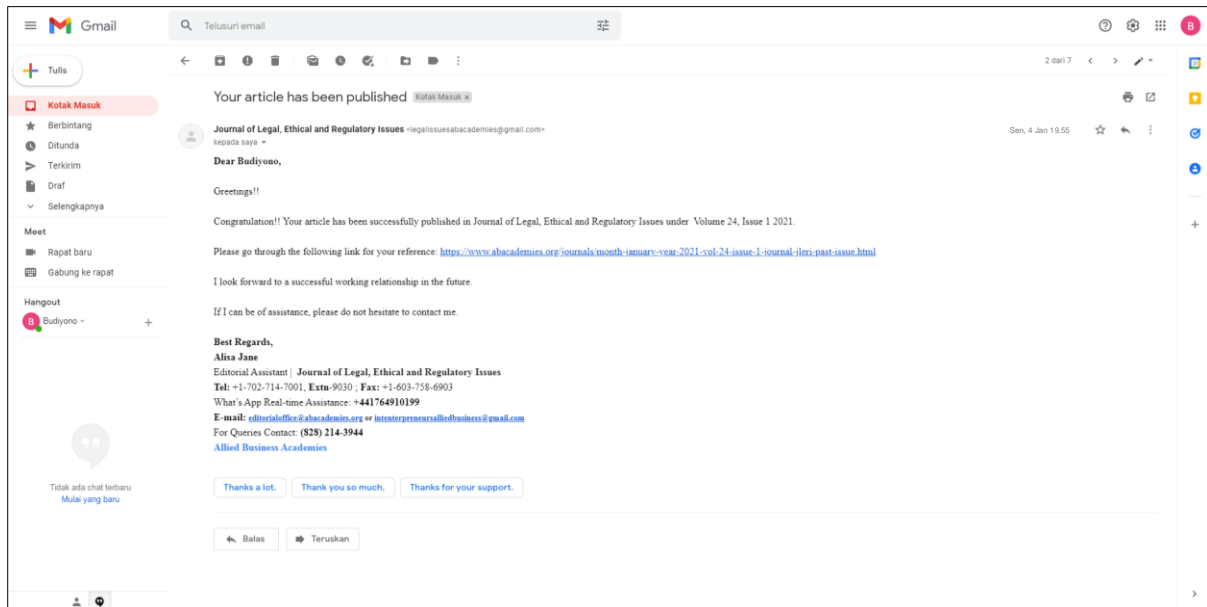 Gmail
Telusuri email
B
Tulis
2 dari 7
Your article has been published Kotak Masuk x
Kotak Masuk
Berbintang
Ditunda
Terkirim
Draf
Selengkapnya
Meet
Rapat baru
Gabung ke rapat
Hangout
B Budiyono
Tidak ada chat terbaru
Mulai yang baru
Journal of Legal, Ethical and Regulatory Issues <legalissuesabacademies@gmail.com>
Sen, 4 Jan 19.55
kepada saya
Dear Budiyono,
Greetings!!
Congratulation!! Your article has been successfully published in Journal of Legal, Ethical and Regulatory Issues under Volume 24, Issue 1 2021.
Please go through the following link for your reference: https://www.abacademies.org/journals/month-january-year-2021-vol-24-issue-1-journal-jleri-past-issue.html
I look forward to a successful working relationship in the future.
If I can be of assistance, please do not hesitate to contact me.
Best Regards,
Alisa Jane
Editorial Assistant | Journal of Legal, Ethical and Regulatory Issues
Tel: +1-702-714-7001, Extn-9030 ; Fax: +1-603-758-6903
What's App Real-time Assistance: +441764910199
E-mail: editorialoffice@abacademies.org or intenterpreneursalliedbusiness@gmail.com
For Queries Contact: (828) 214-3944
Allied Business Academies
Thanks a lot.
Thank you so much.
Thanks for your support.
Balas
Teruskan